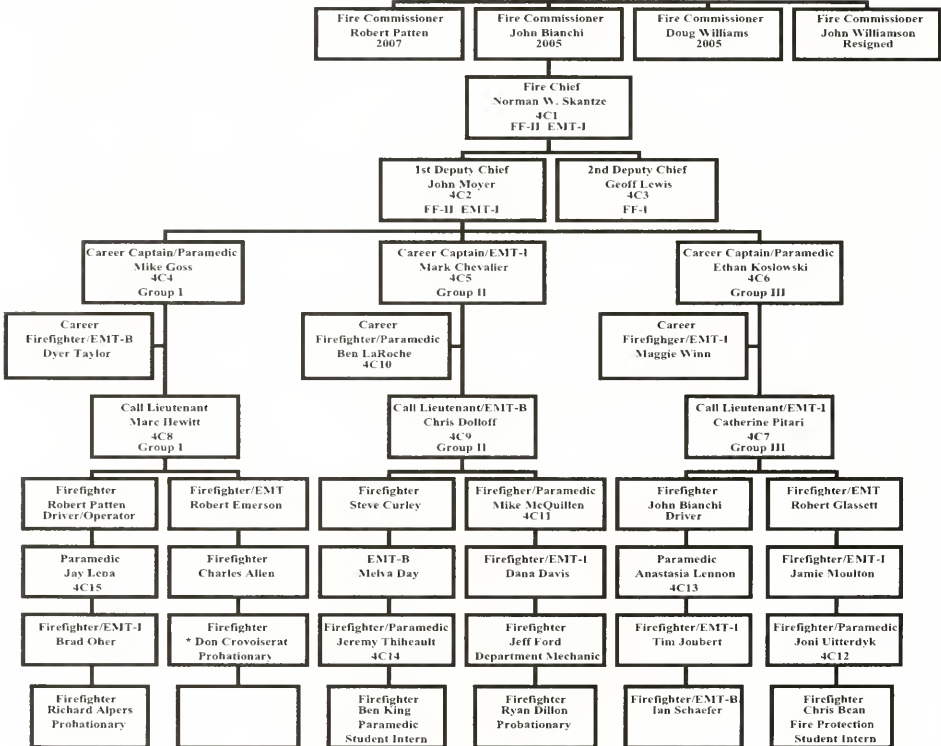 Fire Commissioner
Robert Patten
2007
Fire Commissioner
John Bianchi
2005
Fire Commissioner
Doug Williams
2005
Fire Commissioner
John Williamson
Resigned
Fire Chief
Norman W. Skantze
4C1
FF-II EMT-I
1st Deputy Chief
John Moyer
4C2
FF-II EMT-I
2nd Deputy Chief
Geoff Lewis
4C3
FF-I
Career Captain/Paramedic
Mike Goss
4C4
Group I
Career Captain/EMT-I
Mark Chevalier
4C5
Group II
Career Captain/Paramedic
Ethan Koslowski
4C6
Group III
Career
Firefighter/EMT-B
Dyer Taylor
Career
Firefighter/Paramedic
Ben LaRoche
4C10
Career
Firefighger/EMT-I
Maggie Winn
Call Lieutenant
Marc Hewitt
4C8
Group I
Call Lieutenant/EMT-B
Chris Dolloff
4C9
Group II
Call Lieutenant/EMT-I
Catherine Pitari
4C7
Group III
Firefighter
Robert Patten
Driver/Operator
Firefighter/EMT
Robert Emerson
Firefighter
Steve Curley
Firefigher/Paramedic
Mike McQuillen
4C11
Firefighter
John Bianchi
Driver
Firefighter/EMT
Robert Glassett
Paramedic
Jay Lena
4C15
Firefighter
Charles Allen
EMT-B
Melva Day
Firefighter/EMT-I
Dana Davis
Paramedic
Anastasia Lennon
4C13
Firefighter/EMT-I
Jamie Moulton
Firefighter/EMT-I
Brad Oher
Firefighter
* Don Crovoiserat
Probationary
Firefighter/Paramedic
Jeremy Thibeault
4C14
Firefighter
Jeff Ford
Department Mechanic
Firefighter/EMT-I
Tim Joubert
Firefighter/Paramedic
Joni Uitterdyk
4C12
Firefighter
Richard Alpers
Probationary
Firefighter
Ben King
Paramedic
Student Intern
Firefighter
Ryan Dillon
Probationary
Firefighter/EMT-B
Ian Schaefer
Firefighter
Chris Bean
Fire Protection
Student Intern